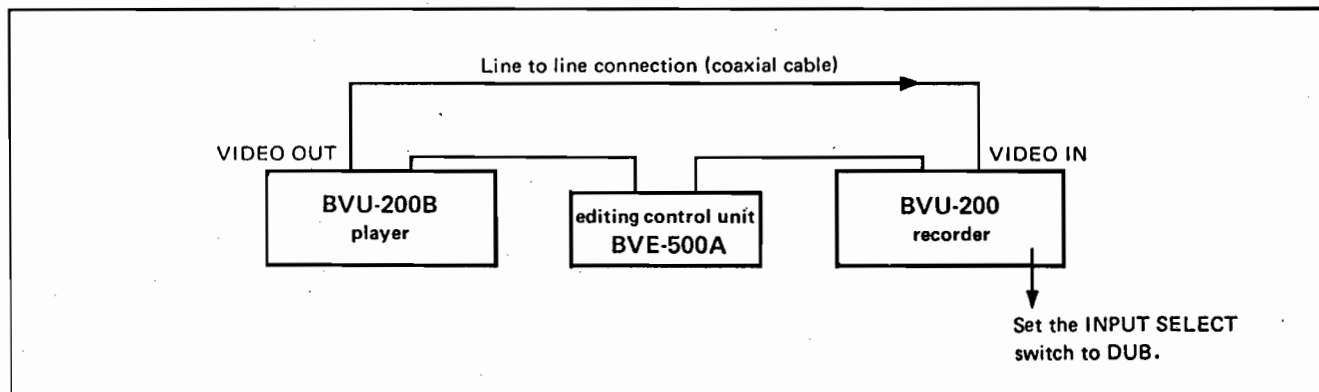 Line to line connection (coaxial cable)
VIDEO OUT
VIDEO IN
BVU-200B
player
editing control unit
BVE-500A
BVU-200
recorder
Set the INPUT SELECT
switch to DUB.